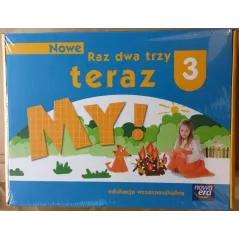 Nowe
Raz dwa trzy
teraz 3
MY!
edukacja wczesnoszkolna
nowa
era